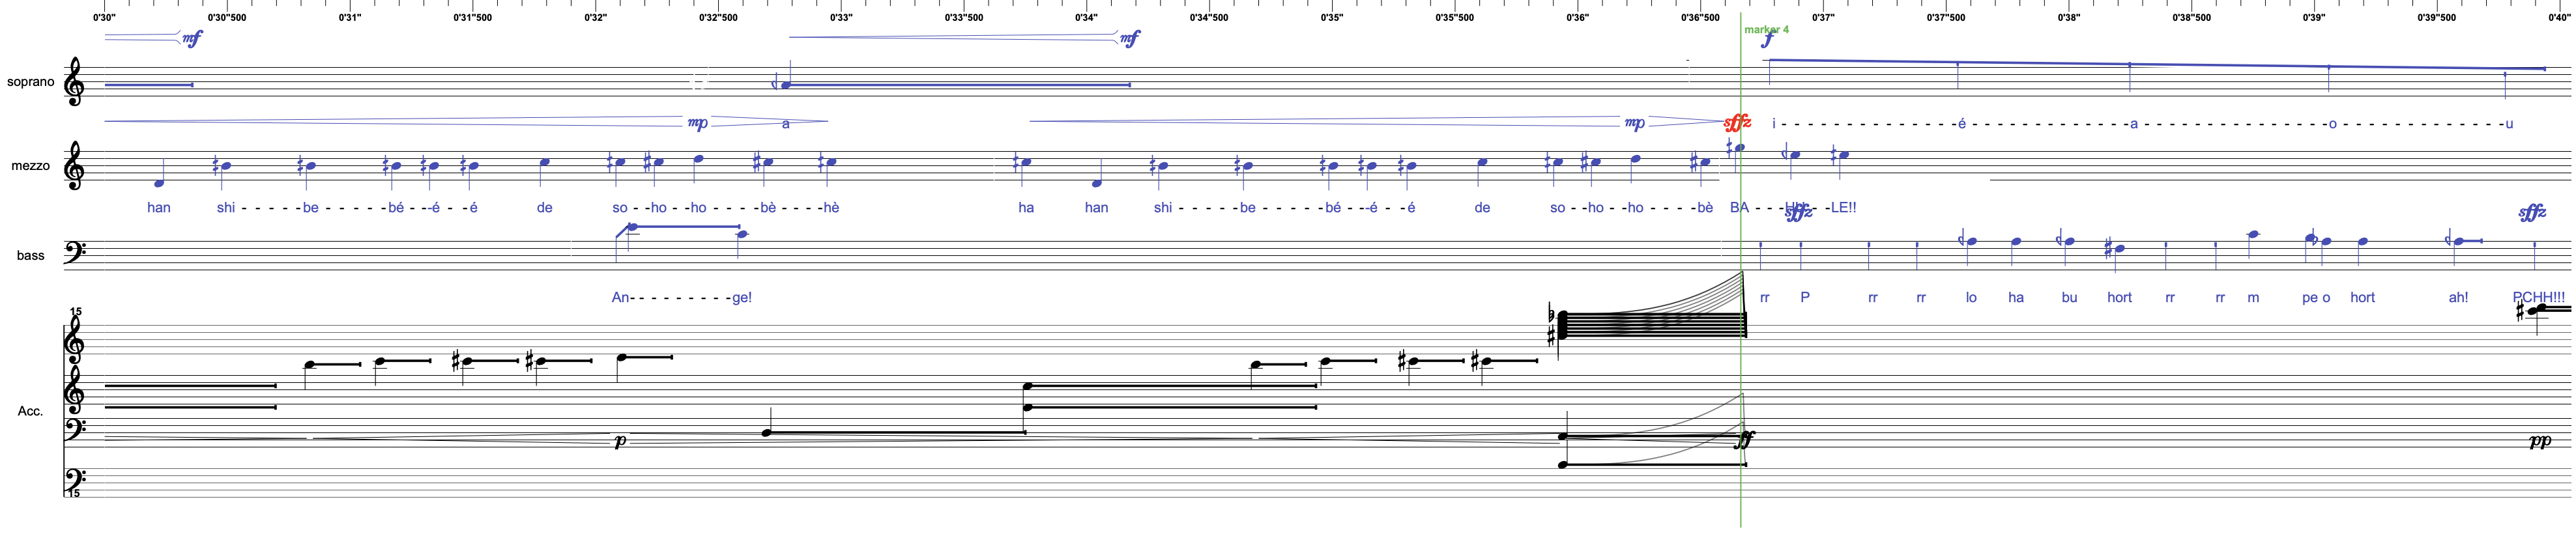 0'30" 0'30"500 0'31" 0'31"500 0'32" 0'32"500 0'33" 0'33"500 0'34" 0'34"500 0'35" 0'35"500 0'36" 0'36"500 0'37" 0'37"500 0'38" 0'38"500 0'39" 0'39"500 0'40"
marker 4
mf mf f
soprano
a i - é - a - o - u
mp mp sffz
mezzo
han shi - be - bé - é - é de so - ho - ho - bè - hè ha han shi - be - bé - é - é de so - ho - ho - bè BA - - LE!!
sffz sffz
bass
An - ge! rr P rr rr lo ha bu hort rr rr m pe o hort ah! PCHH!!!
15
Acc.
p ff pp
15